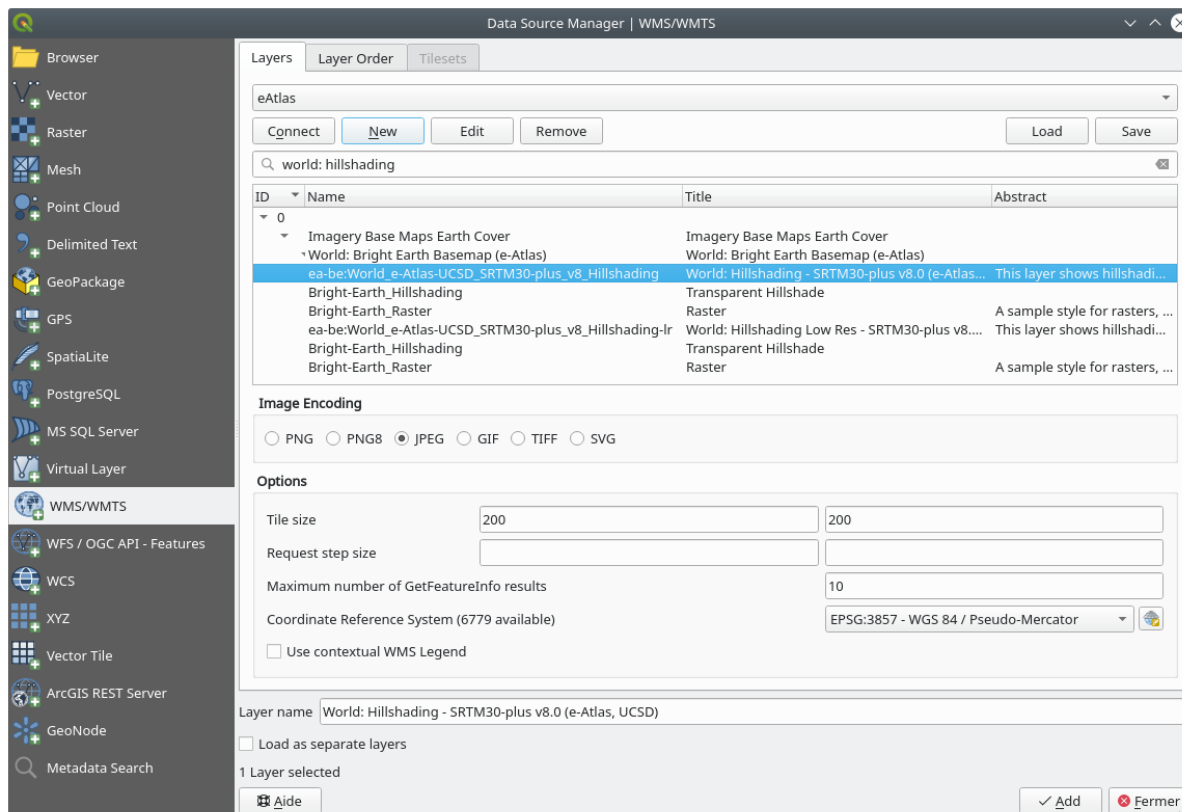 Data Source Manager | WMS/WMTS
Browser
Vector
Raster
Mesh
Point Cloud
Delimited Text
GeoPackage
GPS
SpatiaLite
PostgreSQL
MS SQL Server
Virtual Layer
WMS/WMTS
WFS / OGC API - Features
WCS
XYZ
Vector Tile
ArcGIS REST Server
GeoNode
Metadata Search
Layers Layer Order Tilesets
eAtlas
Connect New Edit Remove Load Save
world: hillshading
ID Name Title Abstract
0
Imagery Base Maps Earth Cover Imagery Base Maps Earth Cover
World: Bright Earth Basemap (e-Atlas) World: Bright Earth Basemap (e-Atlas)
ea-be:World_e-Atlas-UCSD_SRTM30-plus_v8_Hillshading World: Hillshading - SRTM30-plus v8.0 (e-Atlas... This layer shows hillshadi...
Bright-Earth_Hillshading Transparent Hillshade
Bright-Earth_Raster Raster A sample style for rasters, ...
ea-be:World_e-Atlas-UCSD_SRTM30-plus_v8_Hillshading-lr World: Hillshading Low Res - SRTM30-plus v8.... This layer shows hillshadi...
Bright-Earth_Hillshading Transparent Hillshade
Bright-Earth_Raster Raster A sample style for rasters, ...
Image Encoding
PNG PNG8 JPEG GIF TIFF SVG
Options
Tile size 200 200
Request step size
Maximum number of GetFeatureInfo results 10
Coordinate Reference System (6779 available) EPSG:3857 - WGS 84 / Pseudo-Mercator
Use contextual WMS Legend
Layer name World: Hillshading - SRTM30-plus v8.0 (e-Atlas, UCSD)
Load as separate layers
1 Layer selected
Aide Add Fermer